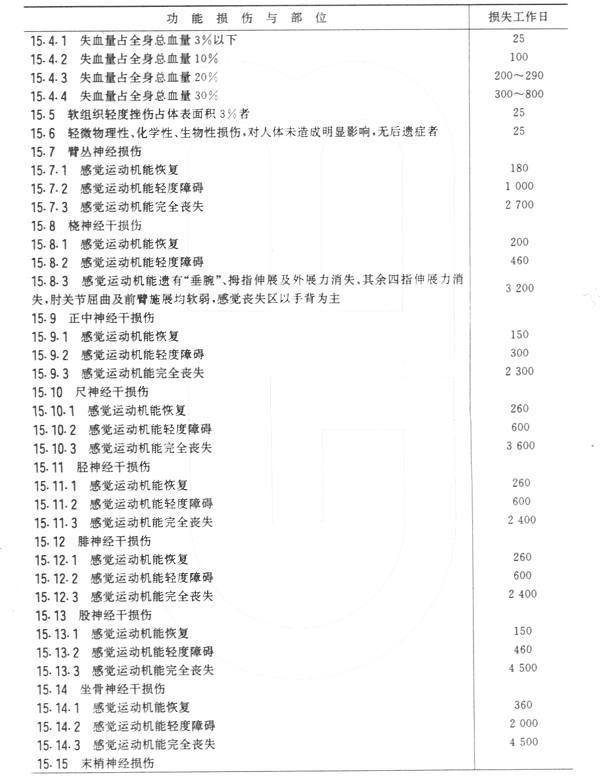 功能损伤与部位 损失工作日
15.4.1 失血量占全身总血量3%以下 25
15.4.2 失血量占全身总血量10% 100
15.4.3 失血量占全身总血量20% 200～290
15.4.4 失血量占全身总血量30% 300～800
15.5 软组织轻度挫伤占体表面积3%者 25
15.6 轻微物理性、化学性、生物性损伤,对人体未造成明显影响,无后遗症者 25
15.7 臂丛神经损伤
15.7.1 感觉运动机能恢复 180
15.7.2 感觉运动机能轻度障碍 1 000
15.7.3 感觉运动机能完全丧失 2 700
15.8 桡神经干损伤
15.8.1 感觉运动机能恢复 200
15.8.2 感觉运动机能轻度障碍 460
15.8.3 感觉运动机能遗有“垂腕”、拇指伸展及外展力消失、其余四指伸展力消
失,肘关节屈曲及前臂施展均软弱,感觉丧失区以手背为主 3 200
15.9 正中神经干损伤
15.9.1 感觉运动机能恢复 150
15.9.2 感觉运动机能轻度障碍 300
15.9.3 感觉运动机能完全丧失 2 300
15.10 尺神经干损伤
15.10.1 感觉运动机能恢复 260
15.10.2 感觉运动机能轻度障碍 600
15.10.3 感觉运动机能完全丧失 3 600
15.11 胫神经干损伤
15.11.1 感觉运动机能恢复 260
15.11.2 感觉运动机能轻度障碍 600
15.11.3 感觉运动机能完全丧失 2 400
15.12 腓神经干损伤
15.12.1 感觉运动机能恢复 260
15.12.2 感觉运动机能轻度障碍 600
15.12.3 感觉运动机能完全丧失 2 400
15.13 股神经干损伤
15.13.1 感觉运动机能恢复 150
15.13.2 感觉运动机能轻度障碍 460
15.13.3 感觉运动机能完全丧失 4 500
15.14 坐骨神经干损伤
15.14.1 感觉运动机能恢复 360
15.14.2 感觉运动机能轻度障碍 2 000
15.14.3 感觉运动机能完全丧失 4 500
15.15 末梢神经损伤